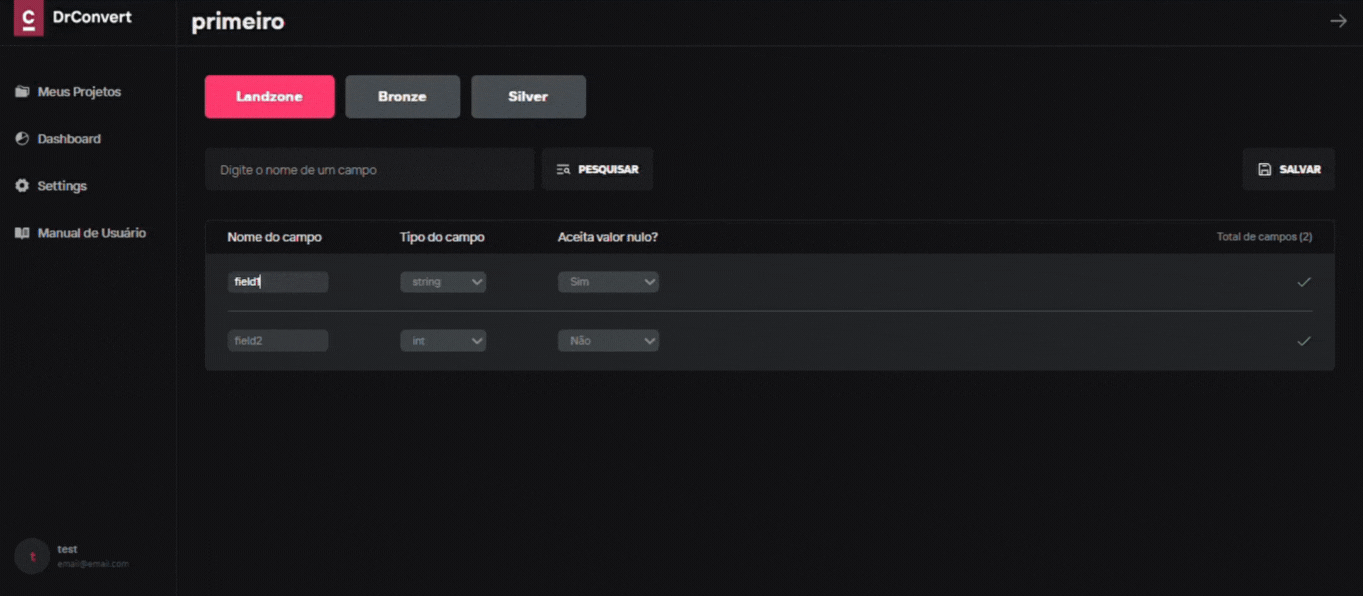 C DrConvert
primeiro
Meus Projetos
Dashboard
Settings
Manual de Usuário
Landzone Bronze Silver
Digite o nome de um campo PESQUISAR SALVAR
Nome do campo Tipo do campo Aceita valor nulo? Total de campos (2)
field1 string Sim
field2 int Não
t test
email@email.com